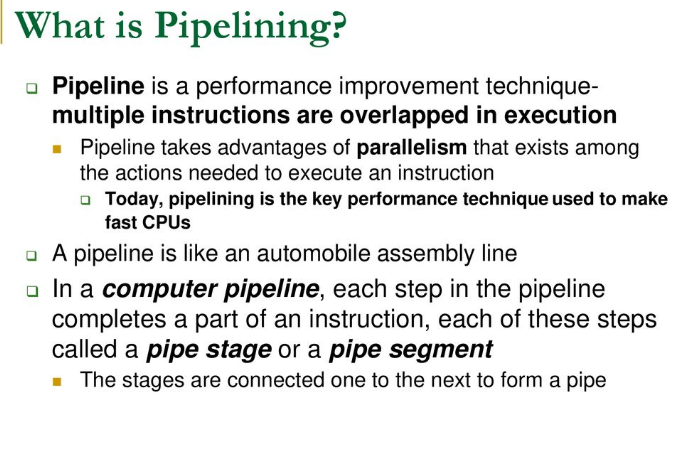 What is Pipelining?
Pipeline is a performance improvement technique-
multiple instructions are overlapped in execution
Pipeline takes advantages of parallelism that exists among
the actions needed to execute an instruction
Today, pipelining is the key performance technique used to make
fast CPUs
A pipeline is like an automobile assembly line
In a computer pipeline, each step in the pipeline
completes a part of an instruction, each of these steps
called a pipe stage or a pipe segment
The stages are connected one to the next to form a pipe